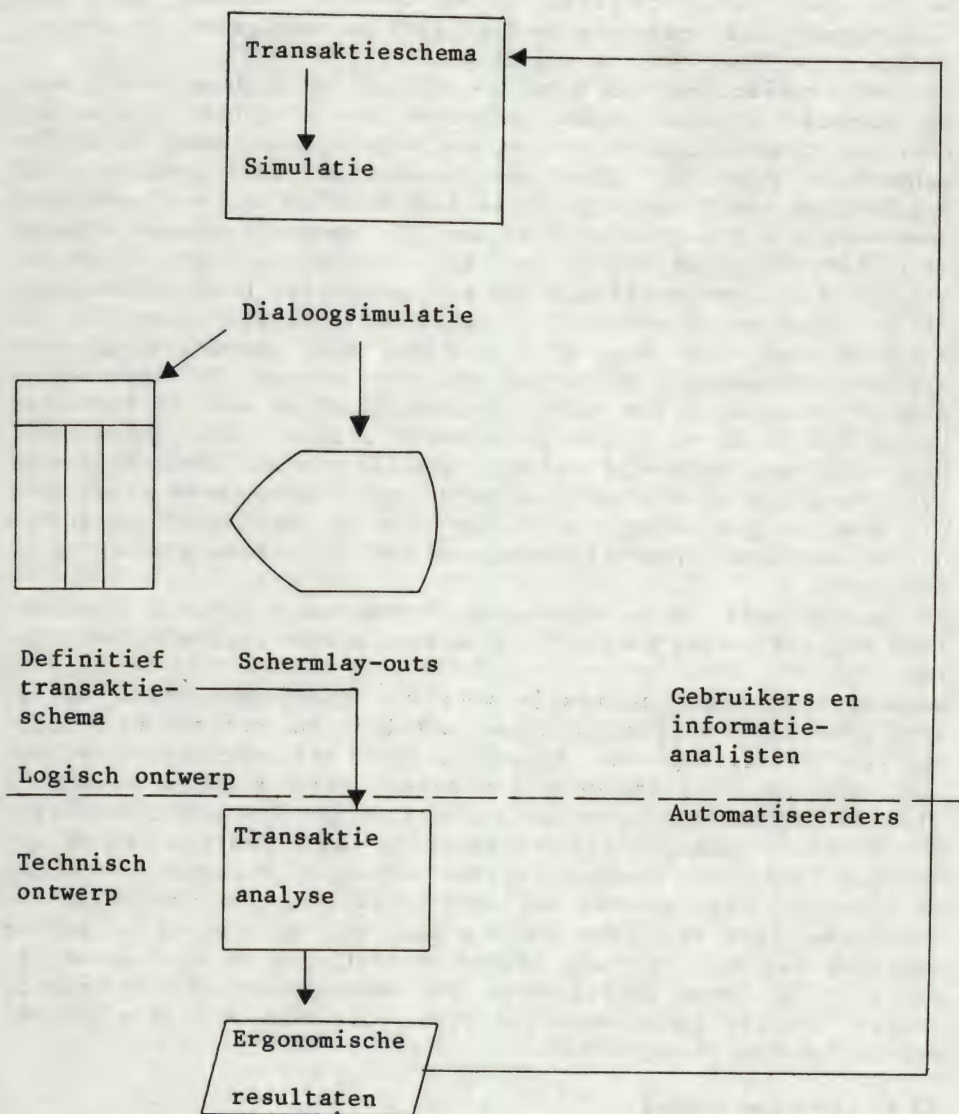 Transaktieschema
Simulatie
Dialoogsimulatie
Definitief
transaktie-
schema
Schermlay-outs
Gebruikers en
informatie-
analisten
Logisch ontwerp
Automatiseerders
Technisch
ontwerp
Transaktie
analyse
Ergonomische
resultaten